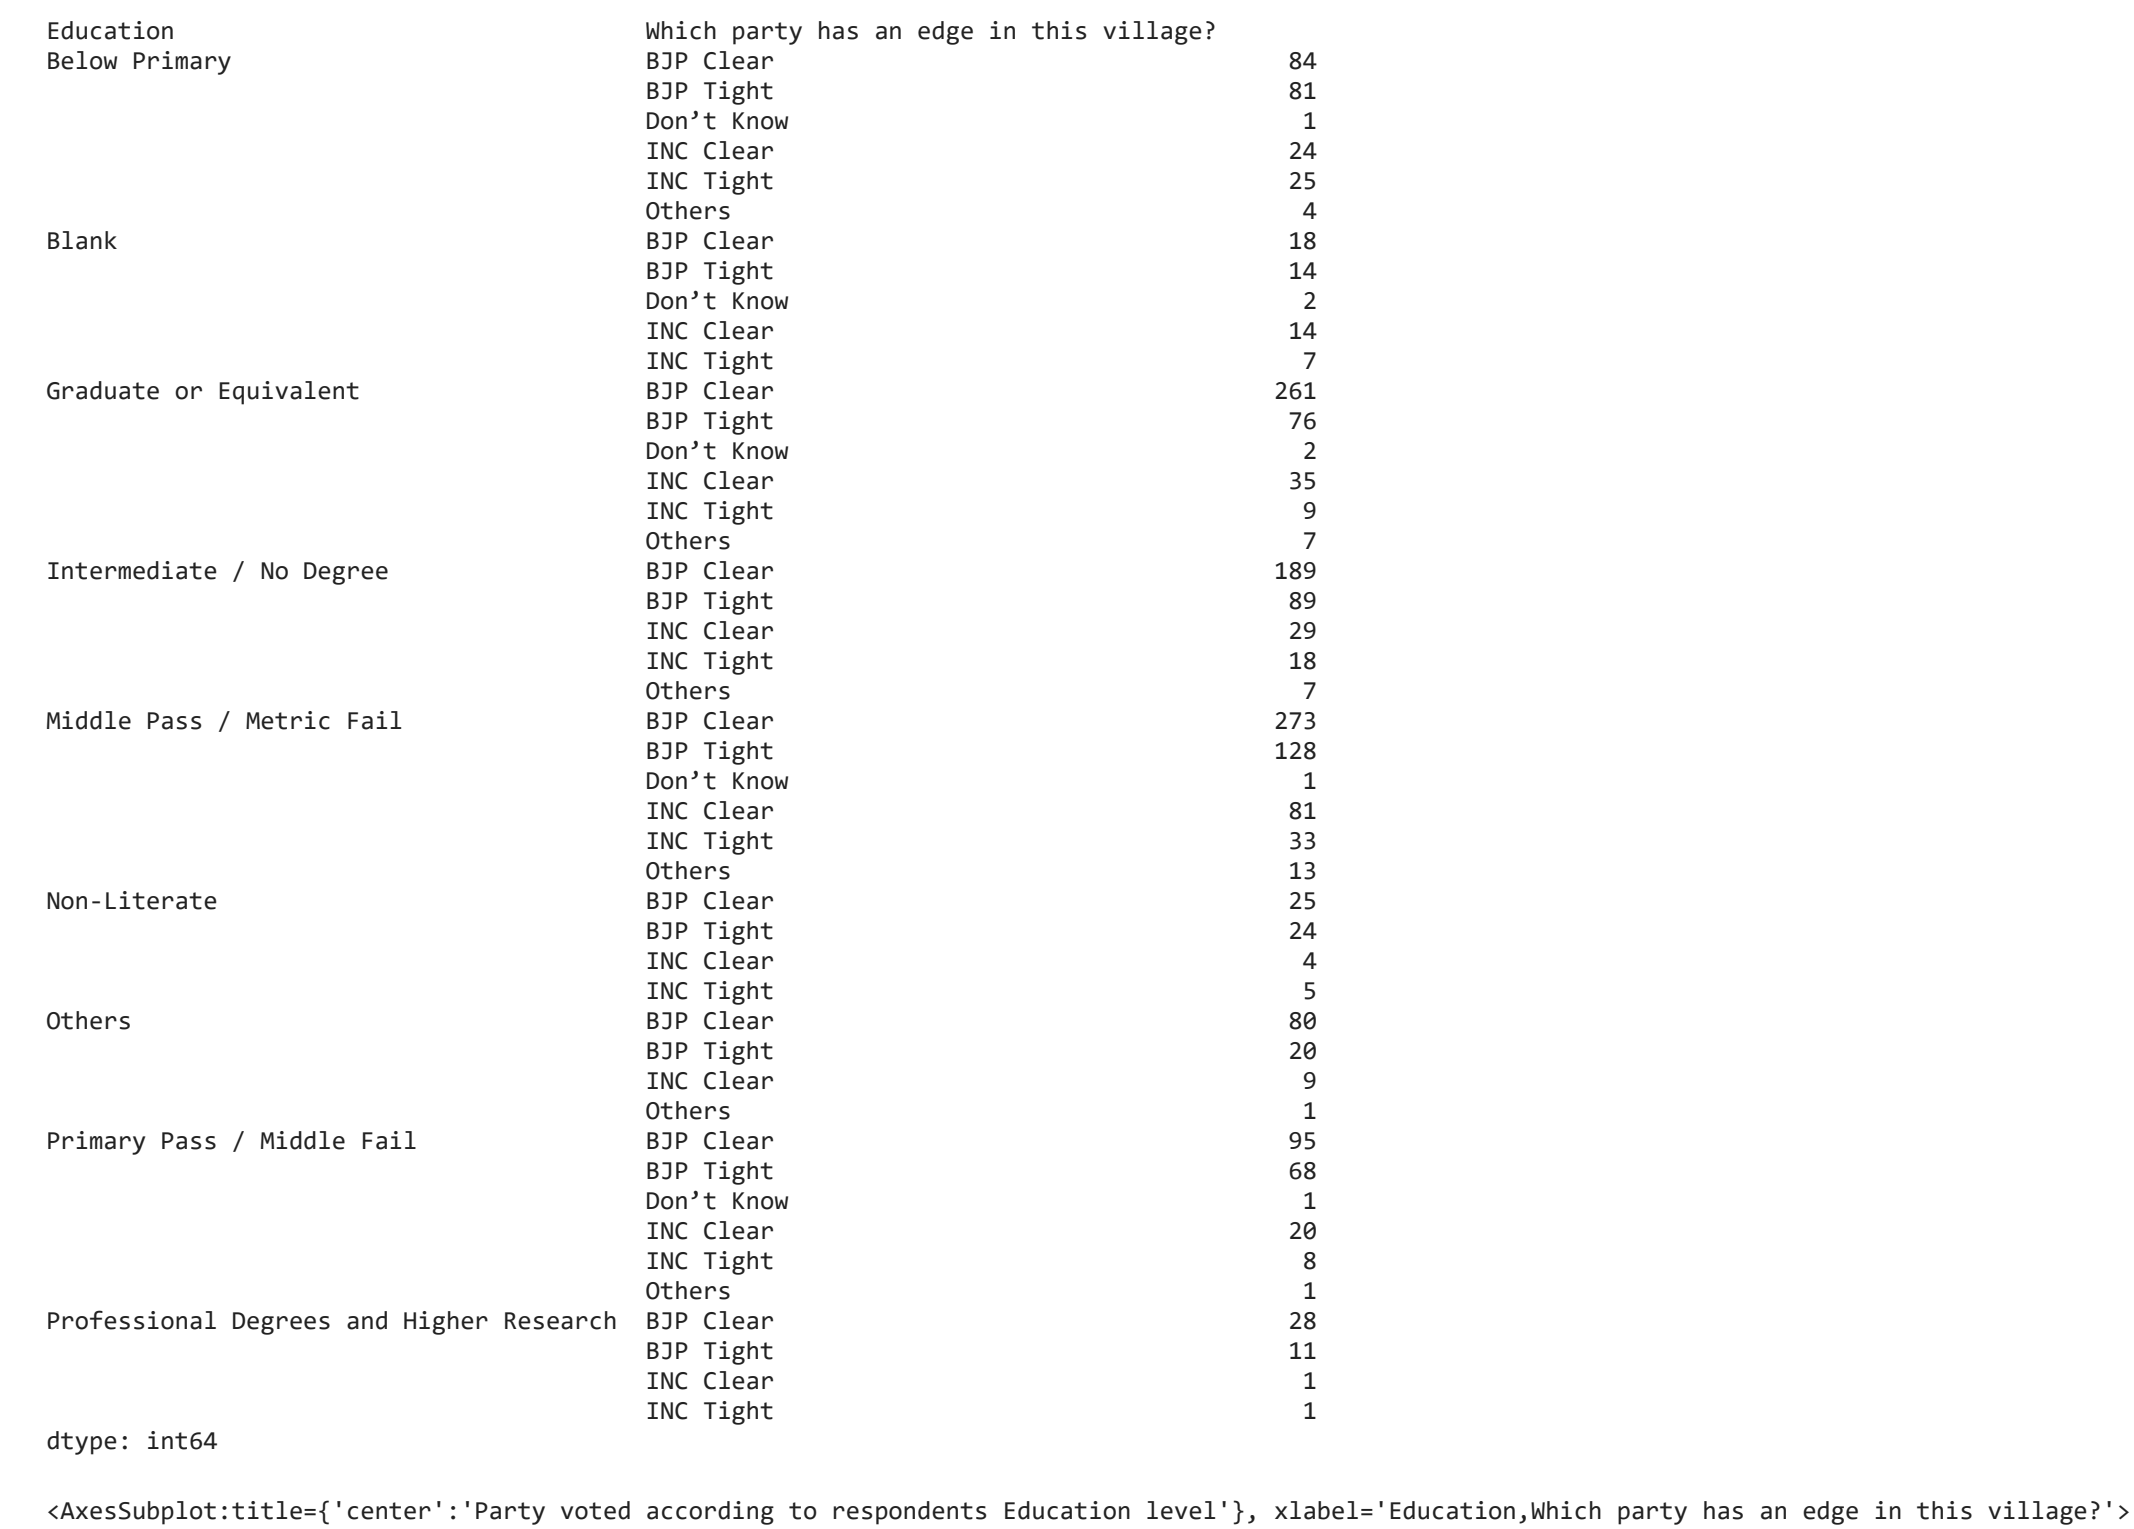 Education Which party has an edge in this village?
Below Primary BJP Clear 84
BJP Tight 81
Don’t Know 1
INC Clear 24
INC Tight 25
Others 4
Blank BJP Clear 18
BJP Tight 14
Don’t Know 2
INC Clear 14
INC Tight 7
Graduate or Equivalent BJP Clear 261
BJP Tight 76
Don’t Know 2
INC Clear 35
INC Tight 9
Others 7
Intermediate / No Degree BJP Clear 189
BJP Tight 89
INC Clear 29
INC Tight 18
Others 7
Middle Pass / Metric Fail BJP Clear 273
BJP Tight 128
Don’t Know 1
INC Clear 81
INC Tight 33
Others 13
Non-Literate BJP Clear 25
BJP Tight 24
INC Clear 4
INC Tight 5
Others BJP Clear 80
BJP Tight 20
INC Clear 9
Others 1
Primary Pass / Middle Fail BJP Clear 95
BJP Tight 68
Don’t Know 1
INC Clear 20
INC Tight 8
Others 1
Professional Degrees and Higher Research BJP Clear 28
BJP Tight 11
INC Clear 1
INC Tight 1
dtype: int64
<AxesSubplot:title={'center':'Party voted according to respondents Education level'}, xlabel='Education,Which party has an edge in this village?'>